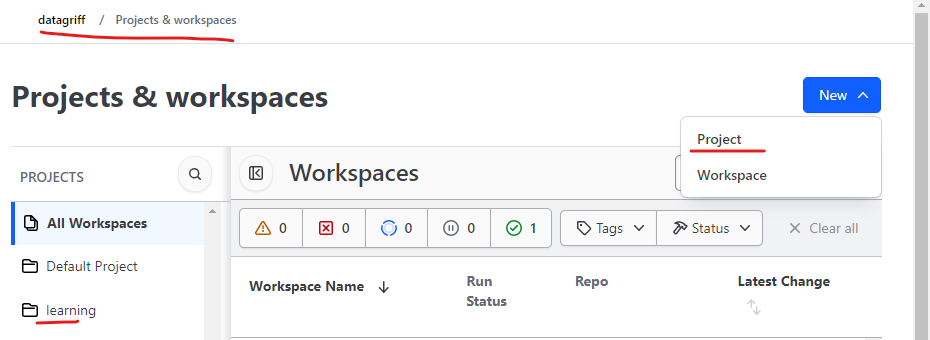 datagriff / Projects & workspaces
Projects & workspaces
New
Project
Workspace
PROJECTS
Workspaces
All Workspaces
0 0 0 0 1
Tags
Status
Clear all
Default Project
learning
Workspace Name
Run
Status
Repo
Latest Change